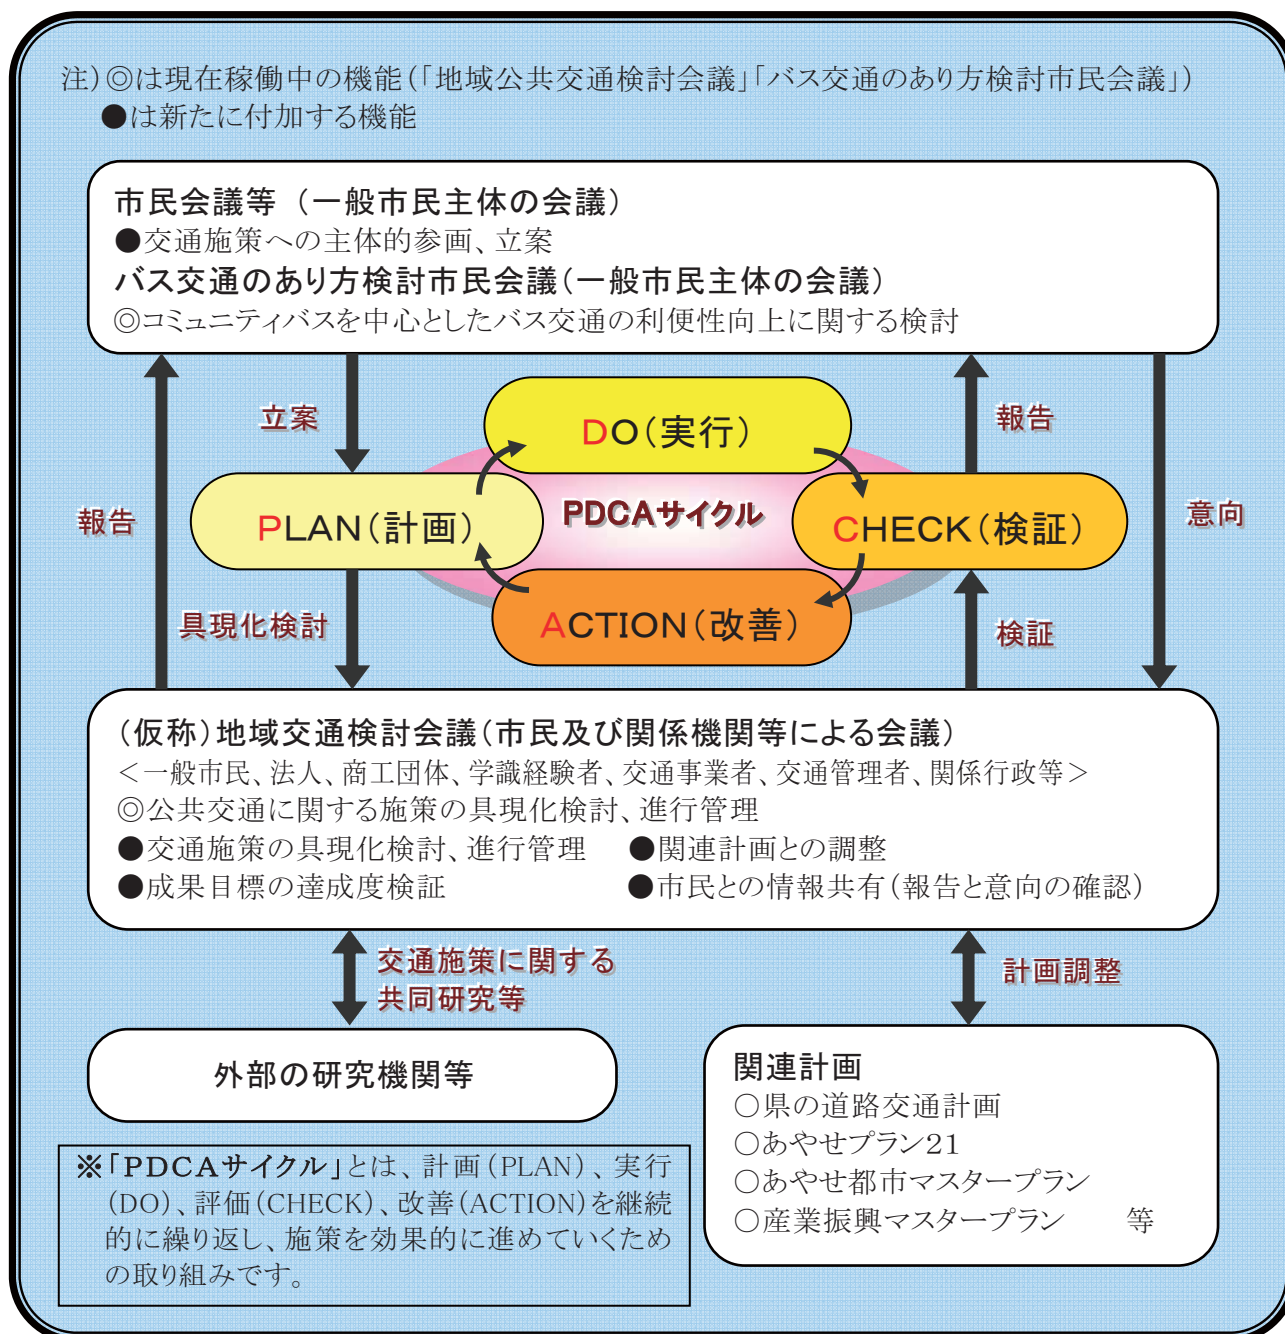 注）◎は現在稼働中の機能（「地域公共交通検討会議」「バス交通のあり方検討市民会議」）
●は新たに付加する機能
市民会議等 （一般市民主体の会議）
●交通施策への主体的参画、立案
バス交通のあり方検討市民会議（一般市民主体の会議）
◎コミュニティバスを中心としたバス交通の利便性向上に関する検討
立案
報告
DO（実行）
PLAN（計画）
PDCAサイクル
CHECK（検証）
報告
意向
ACTION（改善）
具現化検討
検証
（仮称）地域交通検討会議（市民及び関係機関等による会議）
＜一般市民、法人、商工団体、学識経験者、交通事業者、交通管理者、関係行政等＞
◎公共交通に関する施策の具現化検討、進行管理
●交通施策の具現化検討、進行管理 ●関連計画との調整
●成果目標の達成度検証 ●市民との情報共有（報告と意向の確認）
交通施策に関する
共同研究等
計画調整
外部の研究機関等
関連計画
○県の道路交通計画
○あやせプラン２１
○あやせ都市マスタープラン
○産業振興マスタープラン 等
※「PDCAサイクル」とは、計画（PLAN）、実行
（DO）、評価（CHECK）、改善（ACTION）を継続
的に繰り返し、施策を効果的に進めていくため
の取り組みです。